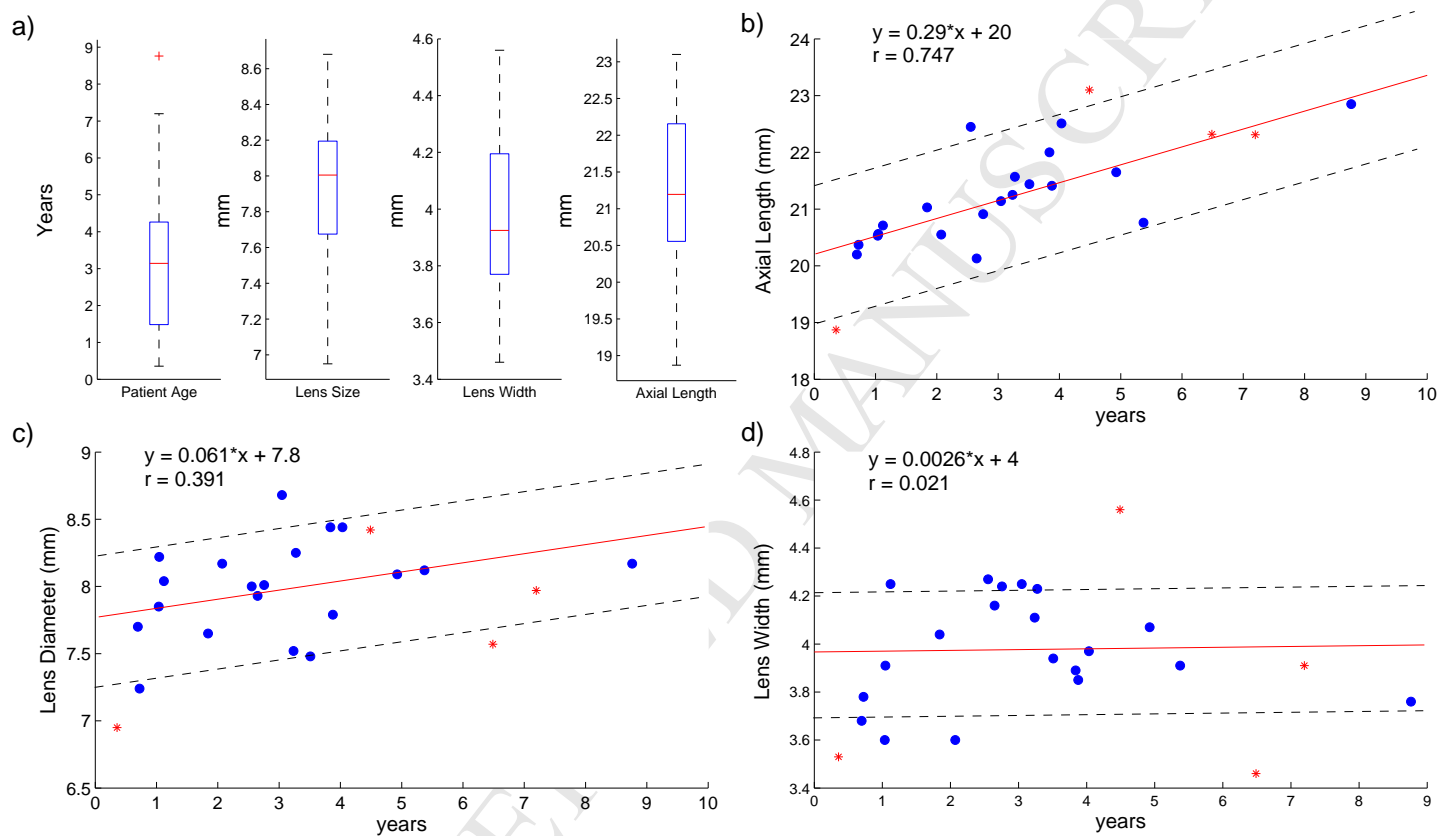 a)
Years
9
8
7
6
5
4
3
2
1
0
Patient Age
mm
8.6
8.4
8.2
8
7.8
7.6
7.4
7.2
7
Lens Size
mm
4.6
4.4
4.2
4
3.8
3.6
3.4
Lens Width
mm
23
22.5
22
21.5
21
20.5
20
19.5
19
Axial Length
b)
y = 0.29*x + 20
r = 0.747
Axial Length (mm)
24
23
22
21
20
19
18
0 1 2 3 4 5 6 7 8 9 10
years
c)
y = 0.061*x + 7.8
r = 0.391
Lens Diameter (mm)
9
8.5
8
7.5
7
6.5
0 1 2 3 4 5 6 7 8 9 10
years
d)
y = 0.0026*x + 4
r = 0.021
Lens Width (mm)
4.8
4.6
4.4
4.2
4
3.8
3.6
3.4
0 1 2 3 4 5 6 7 8 9
years
MANUSCR